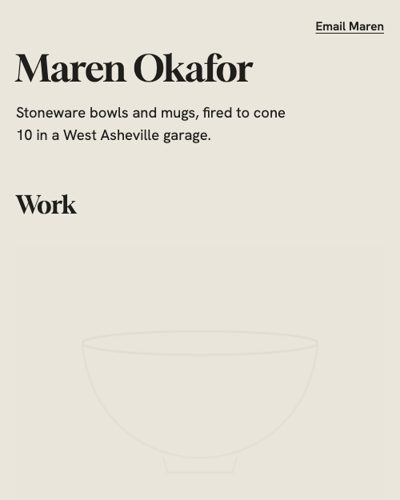 Email Maren
Maren Okafor
Stoneware bowls and mugs, fired to cone
10 in a West Asheville garage.
Work